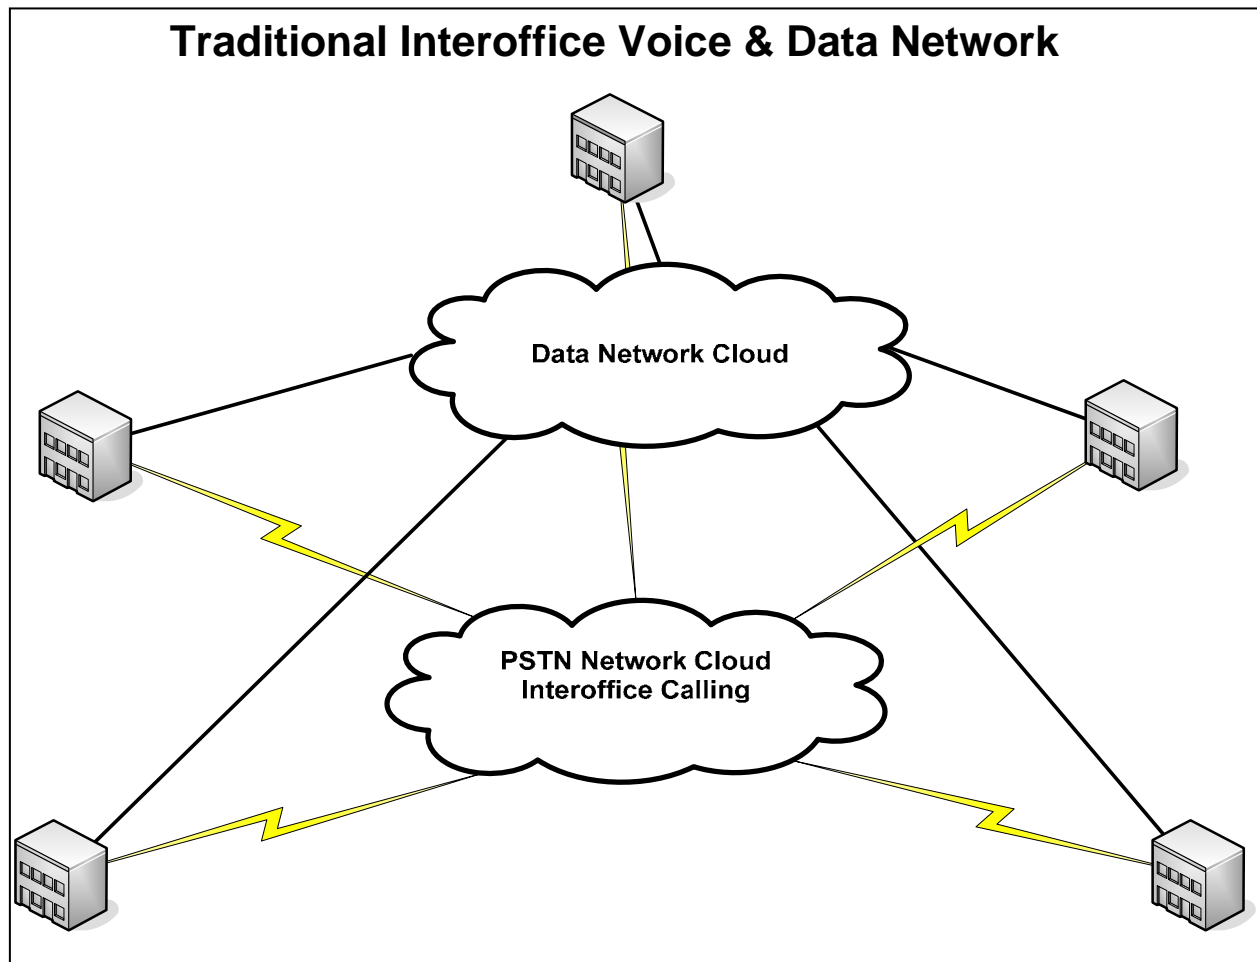 Traditional Interoffice Voice & Data Network
Data Network Cloud
PSTN Network Cloud
Interoffice Calling